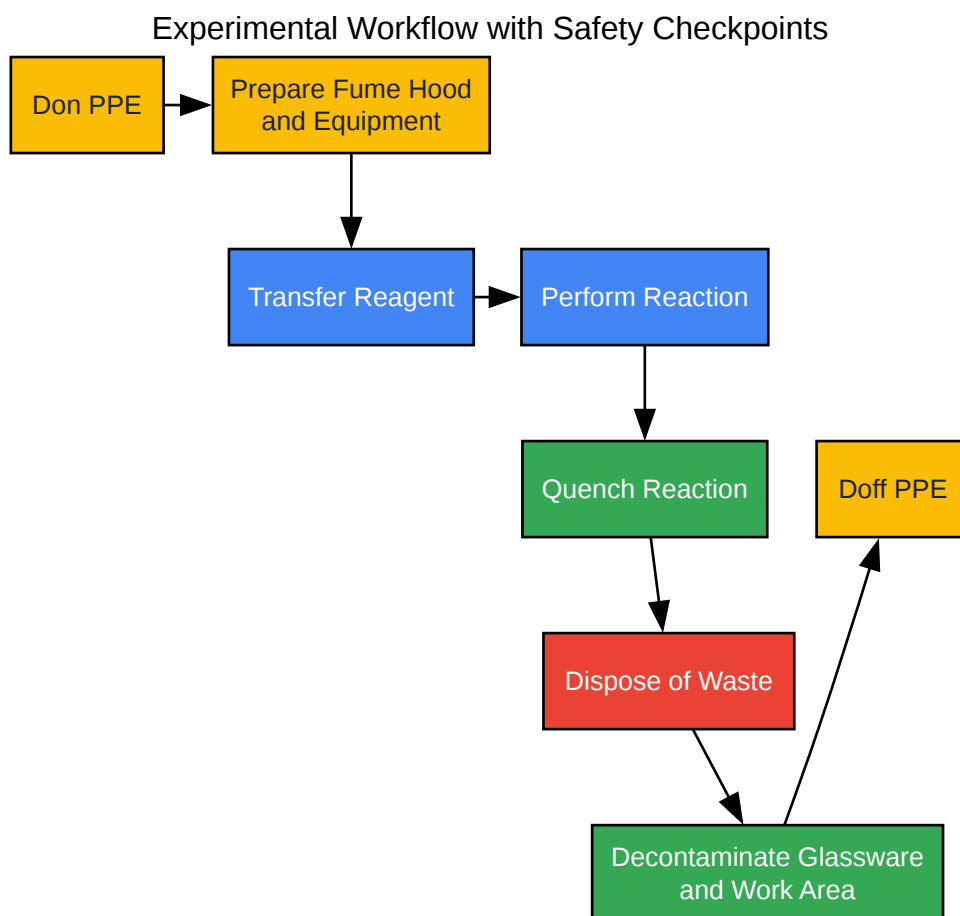 Experimental Workflow with Safety Checkpoints
Don PPE
Prepare Fume Hood
and Equipment
Transfer Reagent
Perform Reaction
Quench Reaction
Doff PPE
Dispose of Waste
Decontaminate Glassware
and Work Area